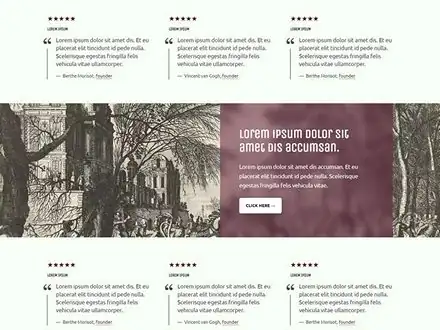 ★★★★★ ★★★★★ ★★★★★
LOREM IPSUM LOREM IPSUM LOREM IPSUM
“ Lorem ipsum dolor sit amet dis. Et eu placerat elit tincidunt id pede nulla. Scelerisque egestas fringilla felis vehicula vitae ullamcorper.
— Berthe Morisot, Founder
“ Lorem ipsum dolor sit amet dis. Et eu placerat elit tincidunt id pede nulla. Scelerisque egestas fringilla felis vehicula vitae ullamcorper.
— Vincent van Gogh, Founder
“ Lorem ipsum dolor sit amet dis. Et eu placerat elit tincidunt id pede nulla. Scelerisque egestas fringilla felis vehicula vitae ullamcorper.
— Berthe Morisot, Founder
Lorem ipsum dolor sit
amet dis accumsan.
Lorem ipsum dolor sit amet dis accumsan. Et eu
placerat elit tincidunt id pede nulla. Scelerisque
egestas fringilla felis vehicula vitae.
CLICK HERE →
★★★★★ ★★★★★ ★★★★★
LOREM IPSUM LOREM IPSUM LOREM IPSUM
“ Lorem ipsum dolor sit amet dis. Et eu placerat elit tincidunt id pede nulla. Scelerisque egestas fringilla felis vehicula vitae ullamcorper.
— Berthe Morisot, Founder
“ Lorem ipsum dolor sit amet dis. Et eu placerat elit tincidunt id pede nulla. Scelerisque egestas fringilla felis vehicula vitae ullamcorper.
— Vincent van Gogh, Founder
“ Lorem ipsum dolor sit amet dis. Et eu placerat elit tincidunt id pede nulla. Scelerisque egestas fringilla felis vehicula vitae ullamcorper.
— Berthe Morisot, Founder